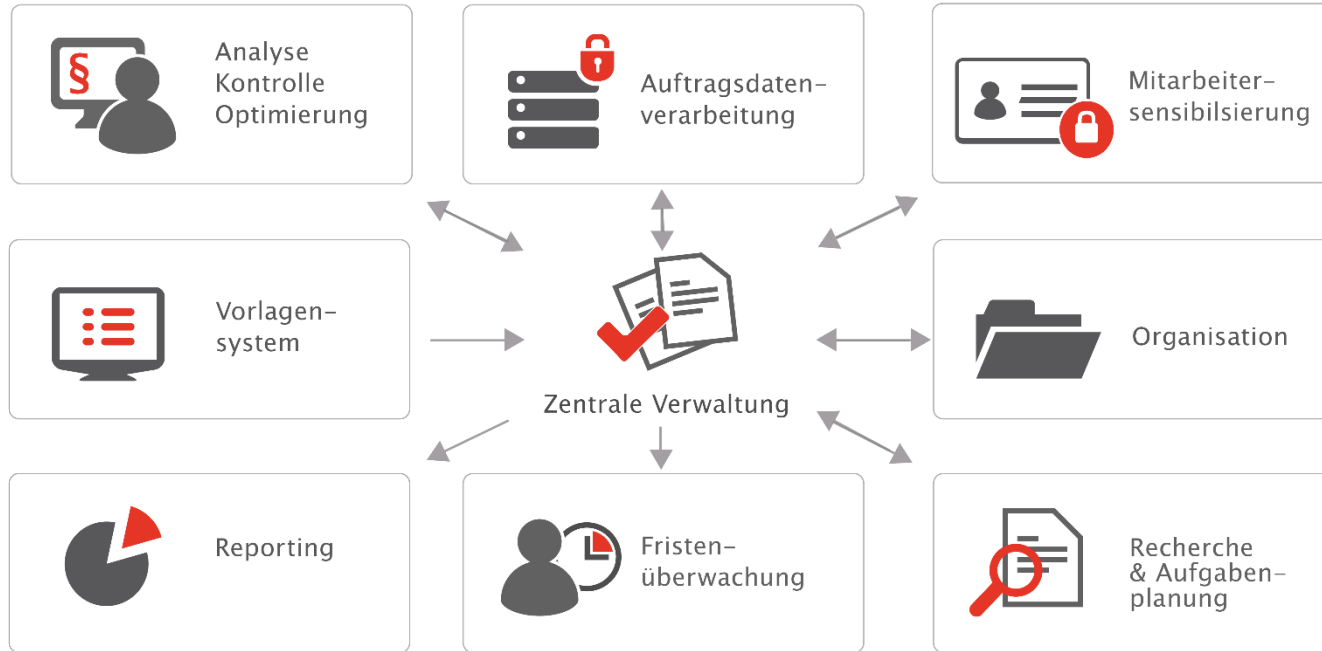 Analyse
Kontrolle
Optimierung
§
Auftragsdaten-
verarbeitung
Mitarbeiter-
sensibilsierung
Vorlagen-
system
Zentrale Verwaltung
Organisation
Reporting
Fristen-
überwachung
Recherche
& Aufgaben-
planung